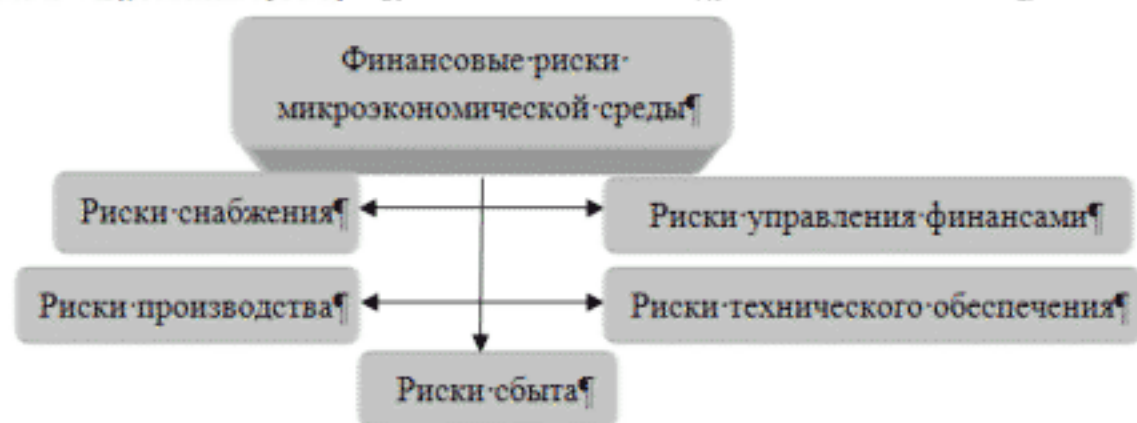 Финансовые·риски·
микроэкономической·среды¶
Риски·снабжения¶
Риски·управления·финансами¶
Риски·производства¶
Риски·технического·обеспечения¶
Риски·сбыта¶